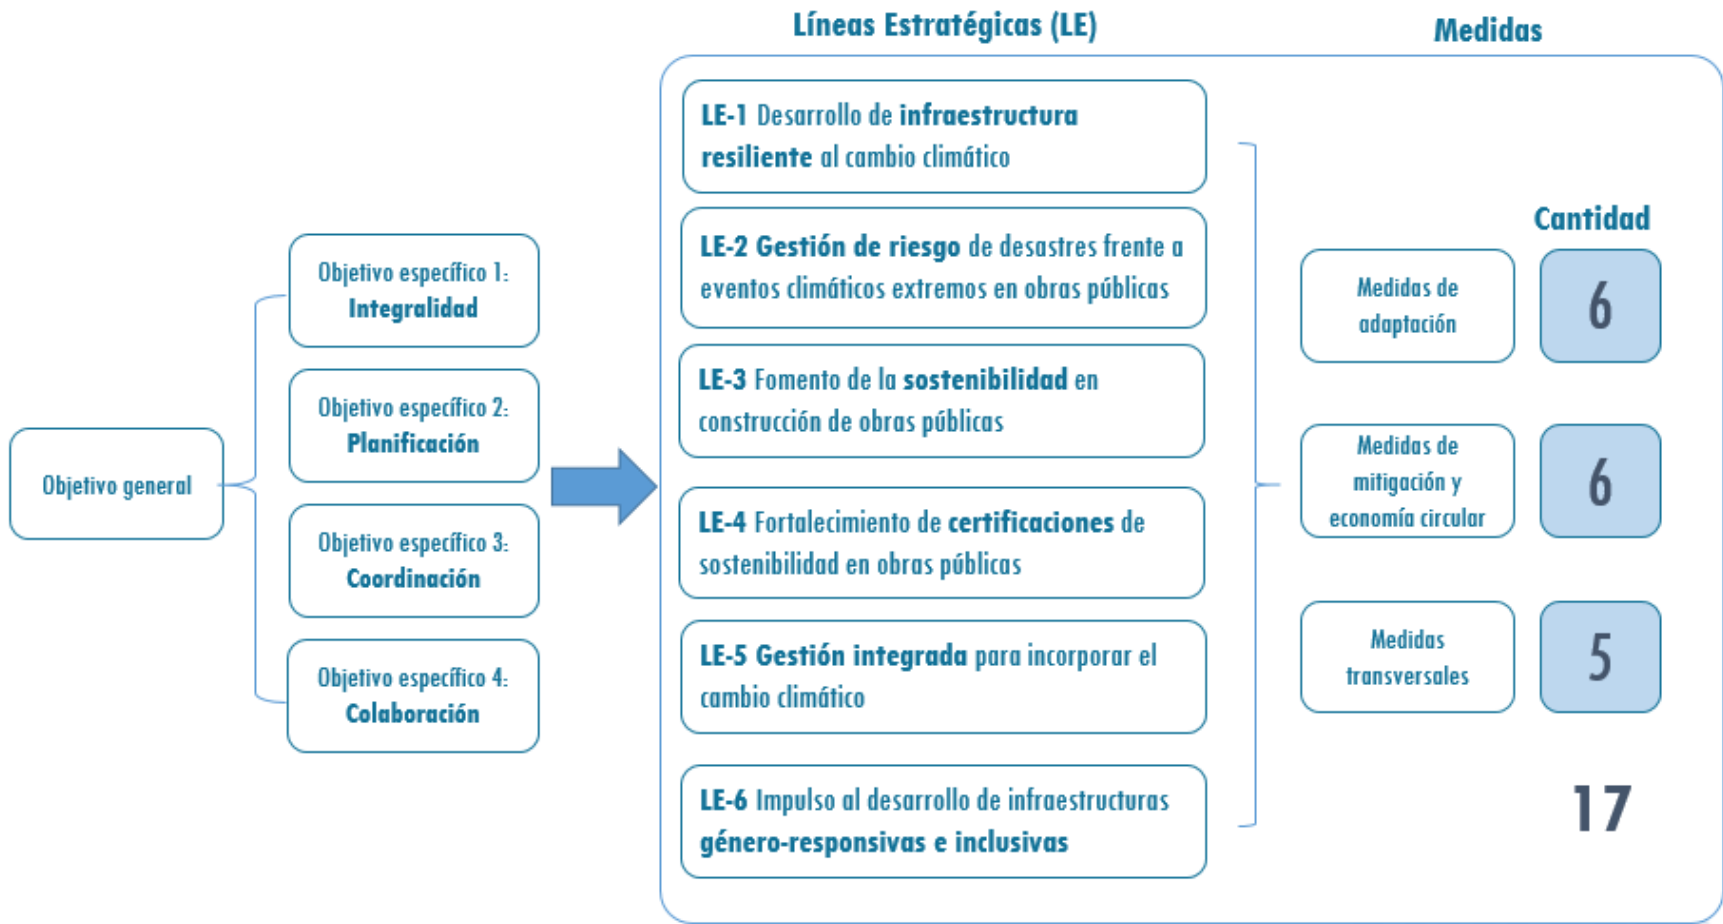 Líneas Estratégicas (LE)
Medidas
Objetivo general
Objetivo específico 1:
Integralidad
Objetivo específico 2:
Planificación
Objetivo específico 3:
Coordinación
Objetivo específico 4:
Colaboración
LE-1 Desarrollo de infraestructura
resiliente al cambio climático
LE-2 Gestión de riesgo de desastres frente a
eventos climáticos extremos en obras públicas
LE-3 Fomento de la sostenibilidad en
construcción de obras públicas
LE-4 Fortalecimiento de certificaciones de
sostenibilidad en obras públicas
LE-5 Gestión integrada para incorporar el
cambio climático
LE-6 Impulso al desarrollo de infraestructuras
género-responsivas e inclusivas
Cantidad
Medidas de
adaptación
6
Medidas de
mitigación y
economía circular
6
Medidas
transversales
5
17